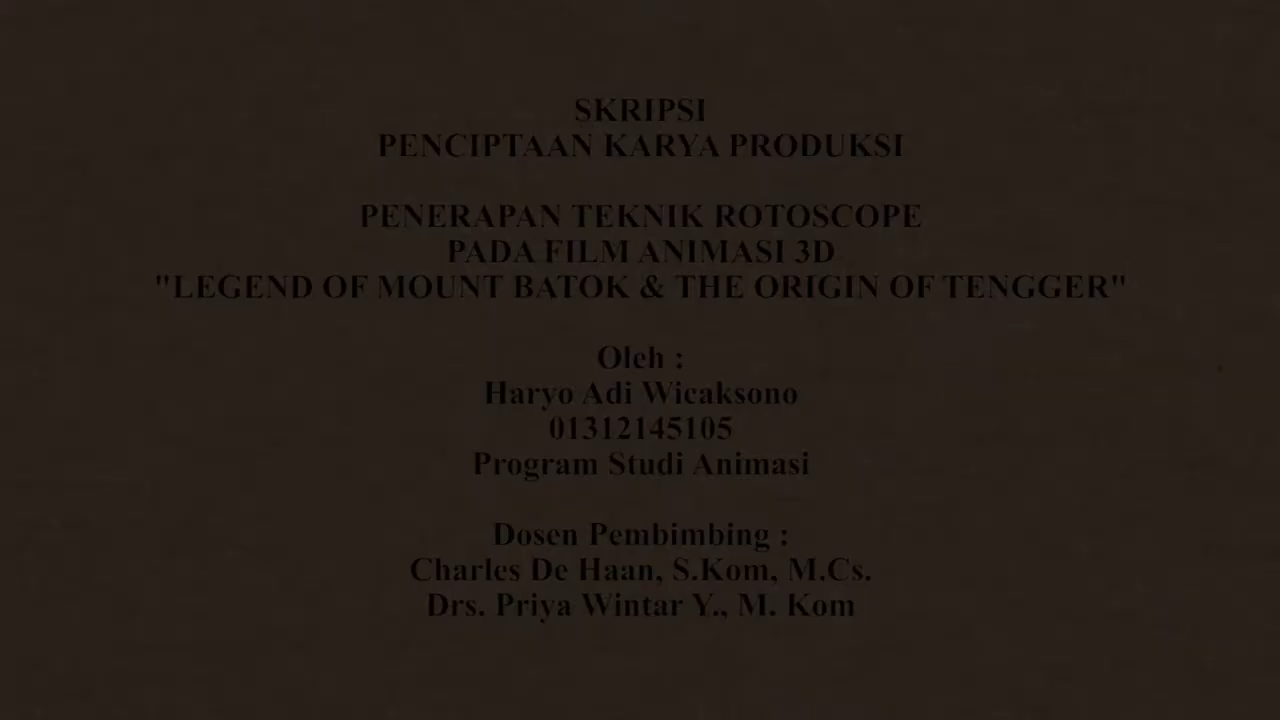 SKRIPSI
PENCIPTAAN KARYA PRODUKSI
PENERAPAN TEKNIK ROTOSCOPE
PADA FILM ANIMASI 3D
"LEGEND OF MOUNT BATOK & THE ORIGIN OF TENGGER"
Oleh :
Haryo Adi Wicaksono
01312145105
Program Studi Animasi
Dosen Pembimbing :
Charles De Haan, S.Kom, M.Cs.
Drs. Priya Wintar Y., M. Kom